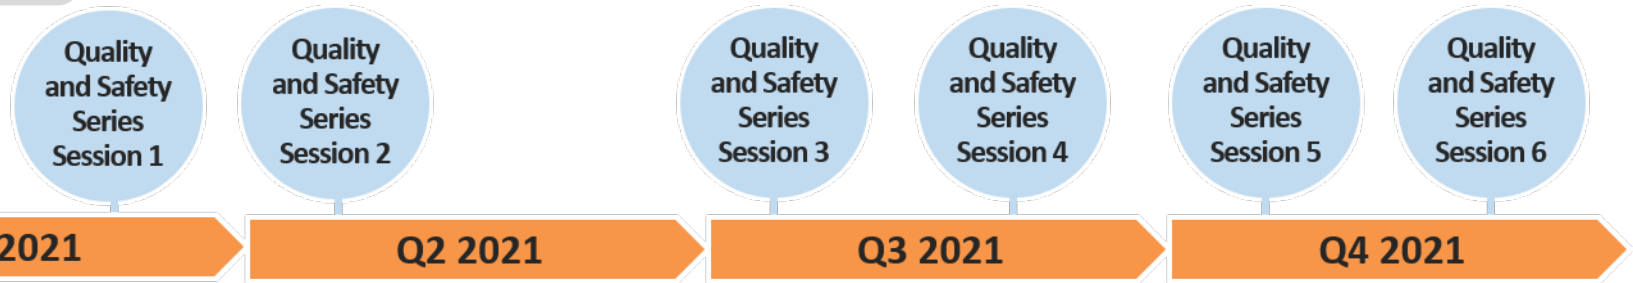 Quality
and Safety
Series
Session 1
Quality
and Safety
Series
Session 2
Quality
and Safety
Series
Session 3
Quality
and Safety
Series
Session 4
Quality
and Safety
Series
Session 5
Quality
and Safety
Series
Session 6
2021
Q2 2021
Q3 2021
Q4 2021